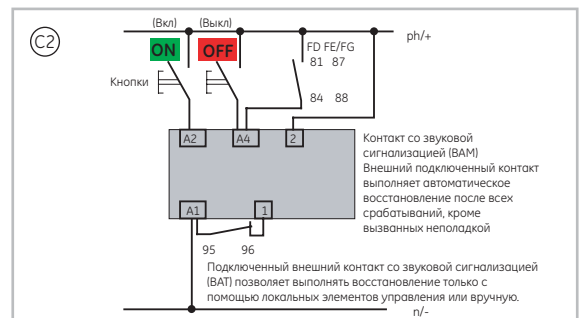 C2
(Вкл) (Выкл)
ph/+
ON OFF
FD FE/FG
81 87
Кнопки
84 88
A2 A4 2
Контакт со звуковой
сигнализацией (BAM)
Внешний подключенный контакт
выполняет автоматическое
восстановление после всех
срабатываний, кроме
вызванных неполадкой
A1 1
95 96
Подключенный внешний контакт со звуковой сигнализацией
(BAT) позволяет выполнять восстановление только с
помощью локальных элементов управления или вручную.
n/-